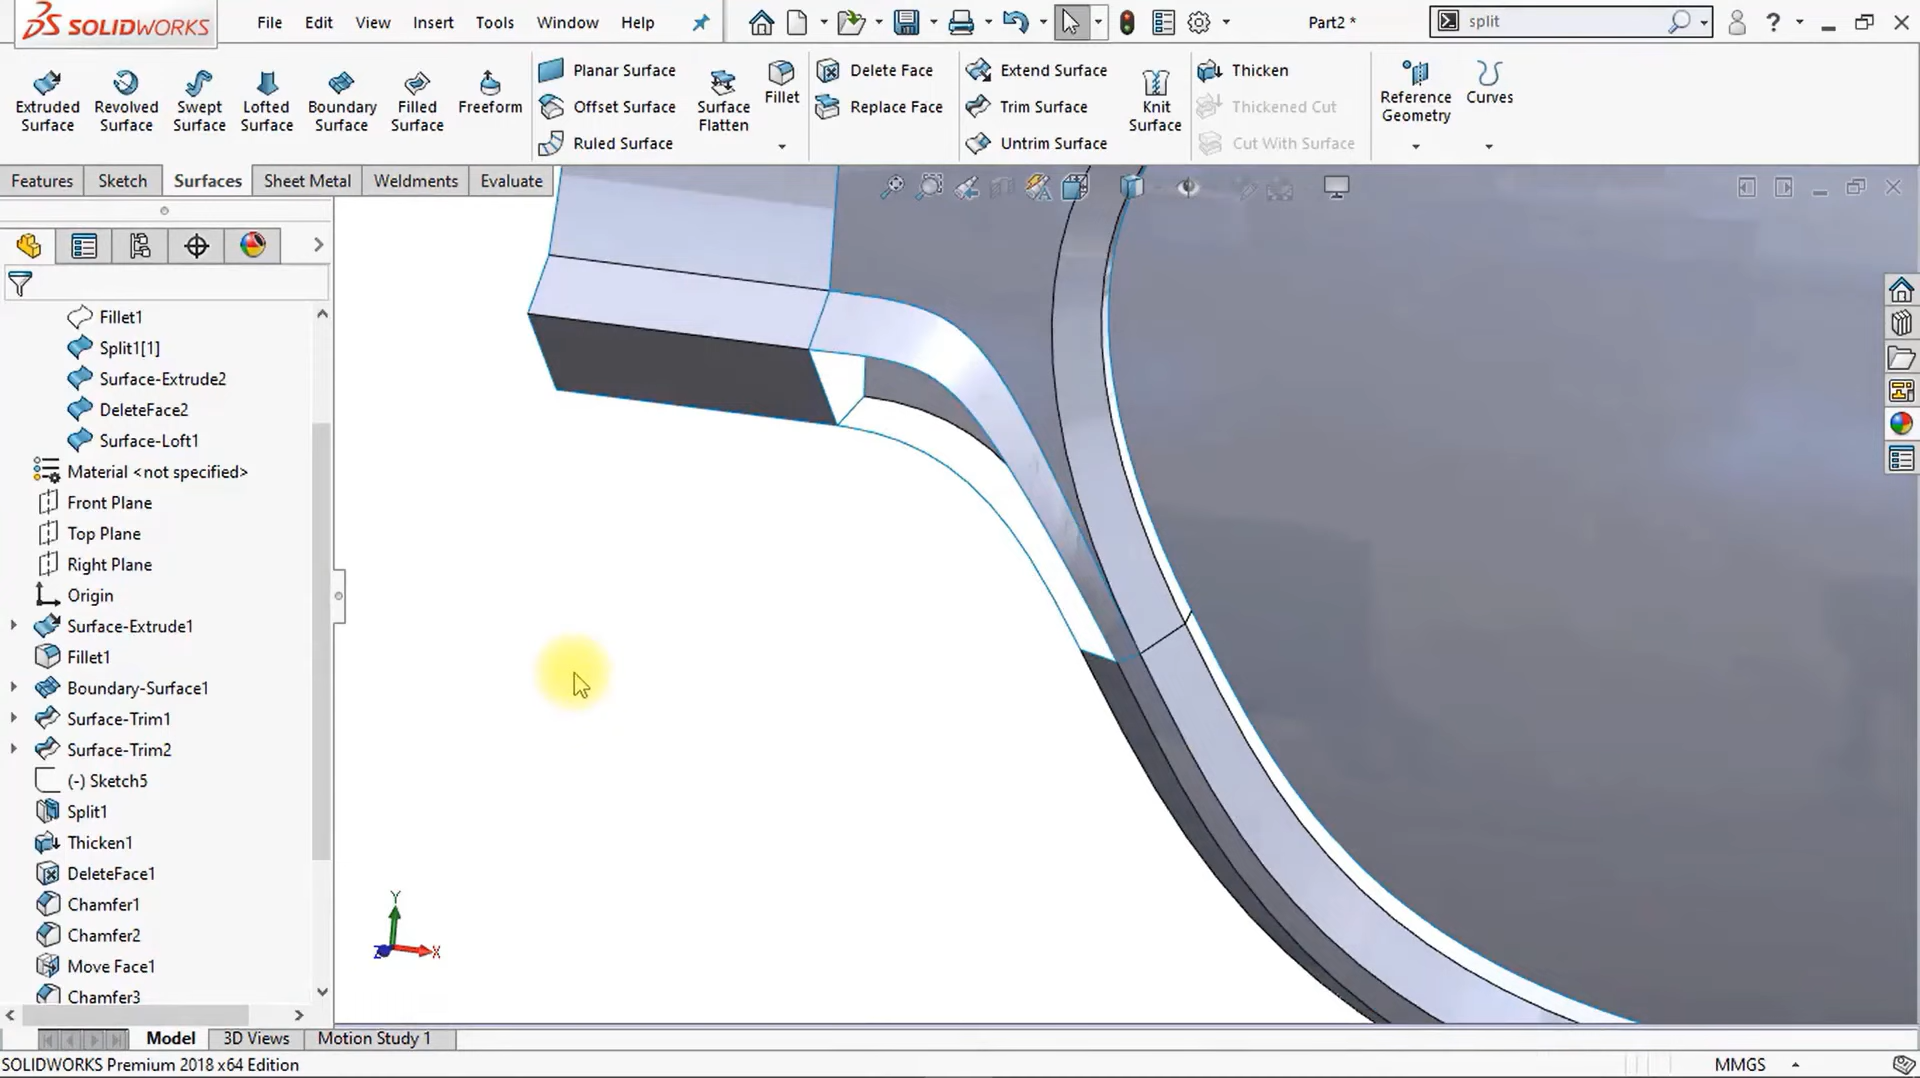 SOLIDWORKS File Edit View Insert Tools Window Help Part2 * split ?
Extruded Surface
Revolved Surface
Swept Surface
Lofted Surface
Boundary Surface
Filled Surface
Freeform
Planar Surface
Offset Surface
Ruled Surface
Surface Flatten
Fillet
Delete Face
Replace Face
Extend Surface
Trim Surface
Untrim Surface
Knit Surface
Thicken
Thickened Cut
Cut With Surface
Reference Geometry
Curves
Features Sketch Surfaces Sheet Metal Weldments Evaluate
Fillet1
Split1[1]
Surface-Extrude2
DeleteFace2
Surface-Loft1
Material <not specified>
Front Plane
Top Plane
Right Plane
Origin
Surface-Extrude1
Fillet1
Boundary-Surface1
Surface-Trim1
Surface-Trim2
(-) Sketch5
Split1
Thicken1
DeleteFace1
Chamfer1
Chamfer2
Move Face1
Chamfer3
Y
Z X
Model 3D Views Motion Study 1
SOLIDWORKS Premium 2018 x64 Edition MMGS